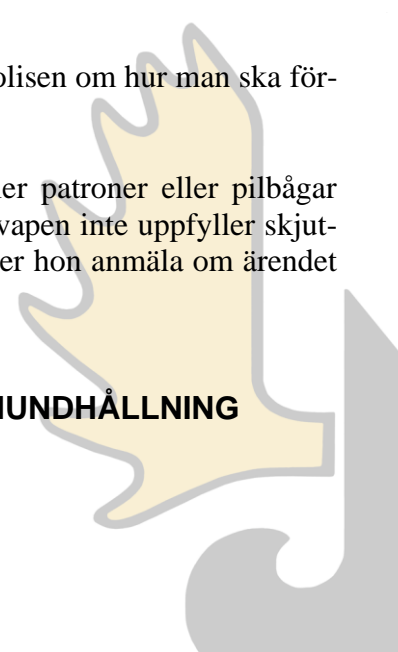 olisen om hur man ska för-
er patroner eller pilbågar
vapen inte uppfyller skjut-
er hon anmäla om ärendet
HUNDHÅLLNING